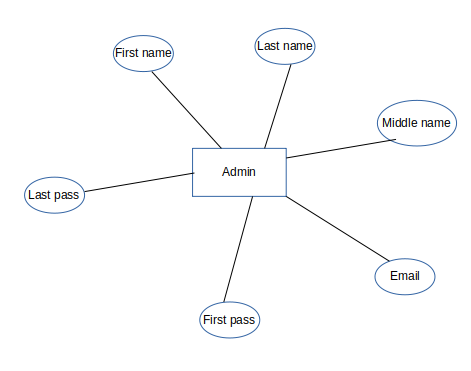 Last name
First name
Middle name
Admin
Last pass
Email
First pass